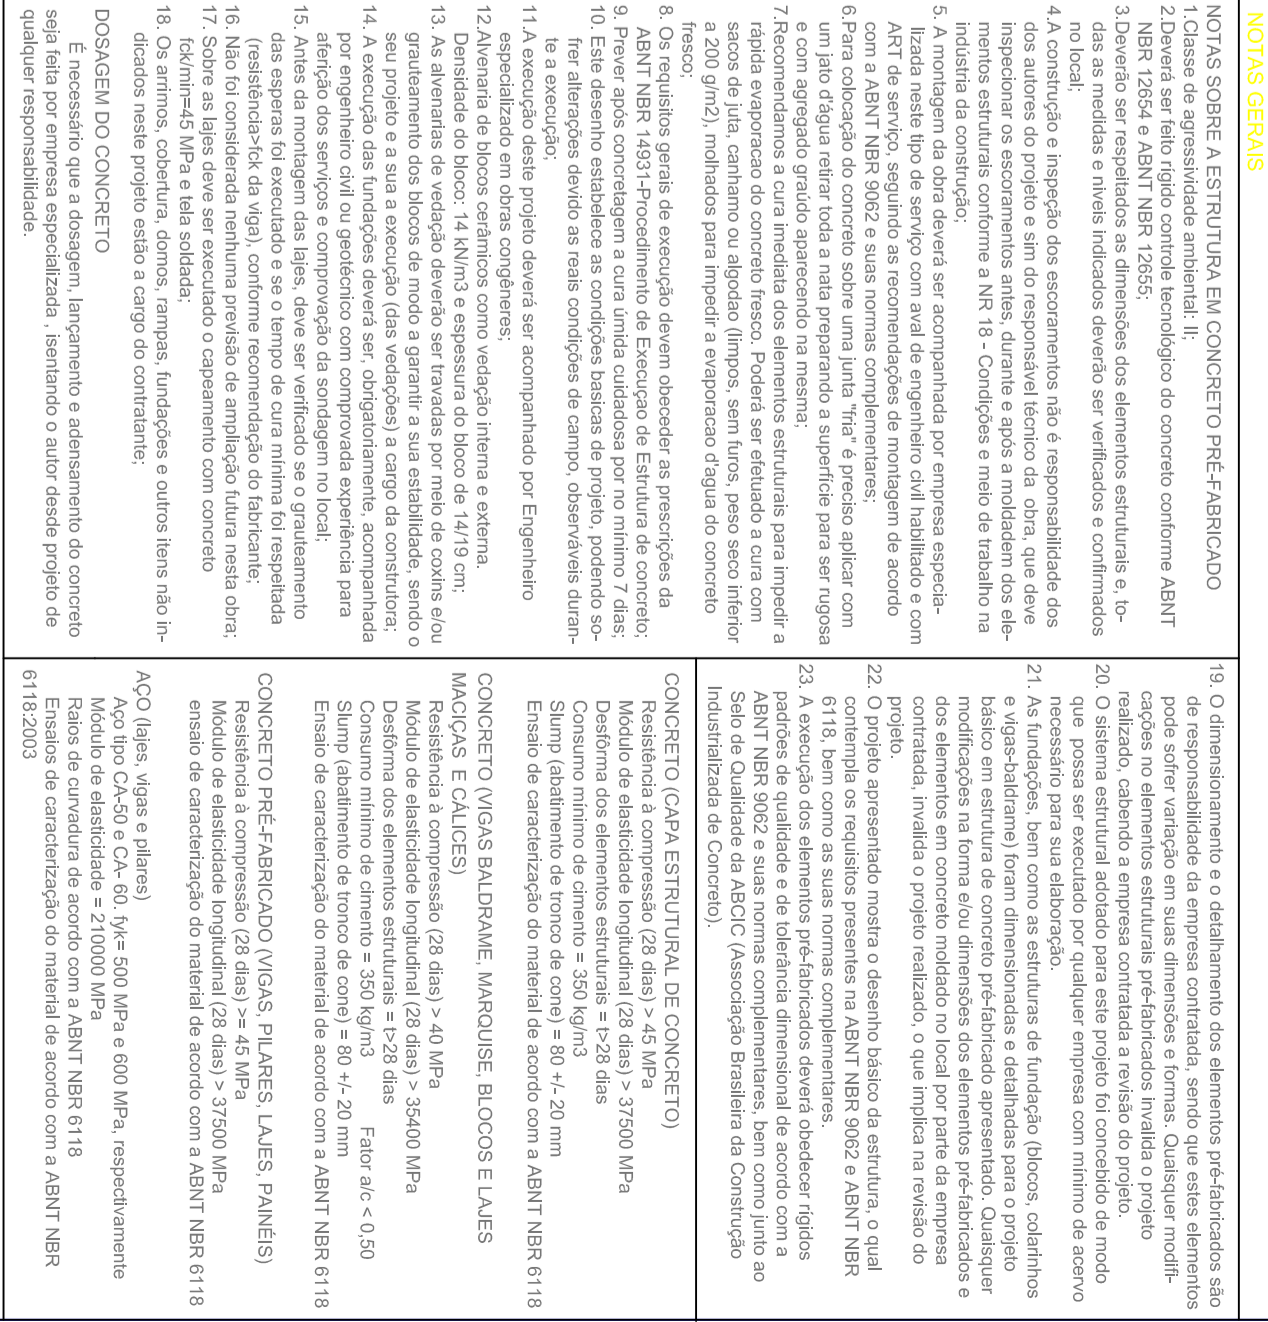 NOTAS GERAIS
NOTAS SOBRE A ESTRUTURA EM CONCRETO PRÉ-FABRICADO
1.Classe de agressividade ambiental: II;
2.Deverá ser feito rigido controle tecnológico do concreto conforme ABNT
NBR 12654 e ABNT NBR 12655;
3.Deverão ser respeitados as dimensões dos elementos estruturais e, to-
das as medidas e níveis indicados deverão ser verificados e confirmados
no local;
4.A construção e inspeção dos escoramentos não é responsabilidade dos
dos autores do projeto e sim do responsável técnico da obra, que deve
inspecionar os escoramentos antes, durante e após a moldadem dos ele-
mentos estruturais conforme a NR 18 - Condições e meio de trabalho na
indústria da construção;
5. A montagem da obra deverá ser acompanhada por empresa especia-
lizada neste tipo de serviço com aval de engenheiro civil habilitado e com
ART de serviço, seguindo as recomendações de montagem de acordo
com a ABNT NBR 9062 e suas normas complementares;
6.Para colocação do concreto sobre uma junta "fria" é preciso aplicar com
um jato d'água retirar toda a nata preparando a superfície para ser rugosa
e com agregado graúdo aparecendo na mesma;
7.Recomendamos a cura imediata dos elementos estruturais para impedir a
rápida evaporacao do concreto fresco. Poderá ser efetuado a cura com
sacos de juta, canhamo ou algodao (limpos, sem furos, peso seco inferior
a 200 g/m2),molhados para impedir a evaporacao d'agua do concreto
fresco;
8. Os requisitos gerais de execução devem obeceder as prescrições da
ABNT NBR 14931-Procedimento de Execuçao de Estrutura de concreto;
9. Prever após concretagem a cura úmida cuidadosa por no mínimo 7 dias;
10. Este desenho estabelece as condições basicas de projeto, podendo so-
frer alterações devido as reais condições de campo, observáveis duran-
te a execução;
11.A execução deste projeto deverá ser acompanhado por Engenheiro
especializado em obras congêneres;
12.Alvenaria de blocos cerâmicos como vedação interna e externa.
Densidade do bloco: 14 kN/m3 e espessura do bloco de 14/19 cm;
13. As alvenarias de vedação deverão ser travadas por meio de coxins e/ou
grauteamento dos blocos de modo a garantir a sua estabilidade, sendo o
seu projeto e a sua a execução (das vedações) a cargo da construtora;
14. A execução das fundações deverá ser, obrigatoriamente, acompanhada
por engenheiro civil ou geotécnico com comprovada experiência para
aferição dos serviços e comprovação da sondagem no local;
15. Antes da montagem das lajes, deve ser verificado se o grauteamento
das esperas foi executado e se o tempo de cura mínima foi respeitada
(resistência>fck da viga), conforme recomendação do fabricante;
16. Não foi considerada nenhuma previsão de ampliação futura nesta obra;
17. Sobre as lajes deve ser executado o capeamento com concreto
fck/min=45 MPa e tela soldada;
18. Os arrimos, cobertura, domos, rampas, fundações e outros itens não in-
dicados neste projeto estão a cargo do contratante;
DOSAGEM DO CONCRETO
É necessário que a dosagem, lançamento e adensamento do concreto
seja feita por empresa especializada , isentando o autor desde projeto de
qualquer responsabilidade.
19. O dimensionamento e o detalhamento dos elementos pré-fabricados são
de responsabilidade da empresa contratada, sendo que estes elementos
pode sofrer variação em suas dimensões e formas. Quaisquer modifi-
cações no elementos estruturais pré-fabricados invalida o projeto
realizado, cabendo a empresa contratada a revisão do projeto.
20. O sistema estrutural adotado para este projeto foi concebido de modo
que possa ser executado por qualquer empresa com mínimo de acervo
necessário para sua elaboração.
21. As fundações, bem como as estruturas de fundação (blocos, colarinhos
e vigas-baldrame) foram dimensionadas e detalhadas para o projeto
básico em estrutura de concreto pré-fabricado apresentado. Quaisquer
modificações na forma e/ou dimensões dos elementos pré-fabricados e
dos elementos em concreto moldado no local por parte da empresa
contratada, invalida o projeto realizado, o que implica na revisão do
projeto.
22. O projeto apresentado mostra o desenho básico da estrutura, o qual
contempla os requisitos presentes na ABNT NBR 9062 e ABNT NBR
6118, bem como as suas normas complementares.
23. A execução dos elementos pré-fabricados deverá obedecer rígidos
padrões de qualidade e de tolerância dimensional de acordo com a
ABNT NBR 9062 e suas normas complementares, bem como junto ao
Selo de Qualidade da ABCIC (Associação Brasileira da Construção
Industrializada de Concreto).
CONCRETO (CAPA ESTRUTURAL DE CONCRETO)
Resistência à compressão (28 dias) > 45 MPa
Módulo de elasticidade longitudinal (28 dias) > 37500 MPa
Desfôrma dos elementos estruturais = t>28 dias
Consumo mínimo de cimento = 350 kg/m3
Slump (abatimento de tronco de cone) = 80 +/- 20 mm
Ensaio de caracterização do material de acordo com a ABNT NBR 6118
CONCRETO (VIGAS BALDRAME, MARQUISE, BLOCOS E LAJES
MACIÇAS E CÁLICES)
Resistência à compressão (28 dias) > 40 MPa
Módulo de elasticidade longitudinal (28 dias) > 35400 MPa
Desfôrma dos elementos estruturais = t>28 dias
Consumo mínimo de cimento = 350 kg/m3 Fator a/c < 0,50
Slump (abatimento de tronco de cone) = 80 +/- 20 mm
Ensaio de caracterização do material de acordo com a ABNT NBR 6118
CONCRETO PRÉ-FABRICADO (VIGAS, PILARES, LAJES, PAINÉIS)
Resistência à compressão (28 dias) >= 45 MPa
Módulo de elasticidade longitudinal (28 dias) > 37500 MPa
ensaio de caracterização do material de acordo com a ABNT NBR 6118
AÇO (lajes, vigas e pilares)
Aço tipo CA-50 e CA- 60. fyk= 500 MPa e 600 MPa, respectivamente
Módulo de elasticidade = 210000 MPa
Raios de curvadura de acordo com a ABNT NBR 6118
Ensaios de caracterização do material de acordo com a ABNT NBR
6118:2003